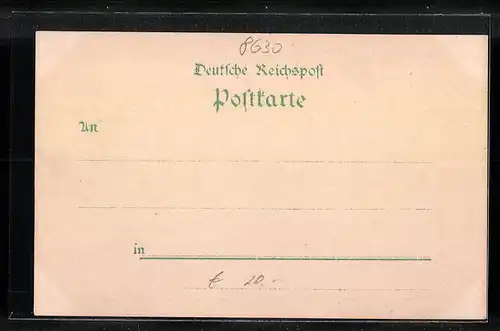 8630
Deutsche Reichspost
Postkarte
An
in
€ 20.-